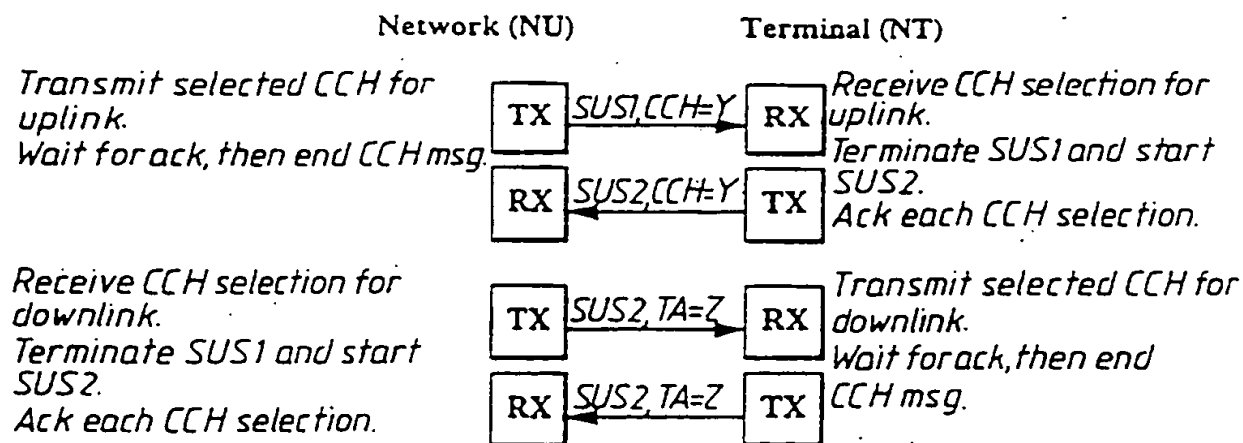 Network (NU) Terminal (NT)
Transmit selected CCH for
uplink.
Wait for ack, then end CCH msg.
TX SUS1,CCH=Y RX
RX SUS2,CCH=Y TX
Receive CCH selection for
uplink.
Terminate SUS1 and start
SUS2.
Ack each CCH selection.
Receive CCH selection for
downlink.
Terminate SUS1 and start
SUS2.
Ack each CCH selection.
TX SUS2, TA=Z RX
RX SUS2, TA=Z TX
Transmit selected CCH for
downlink.
Wait for ack, then end
CCH msg.